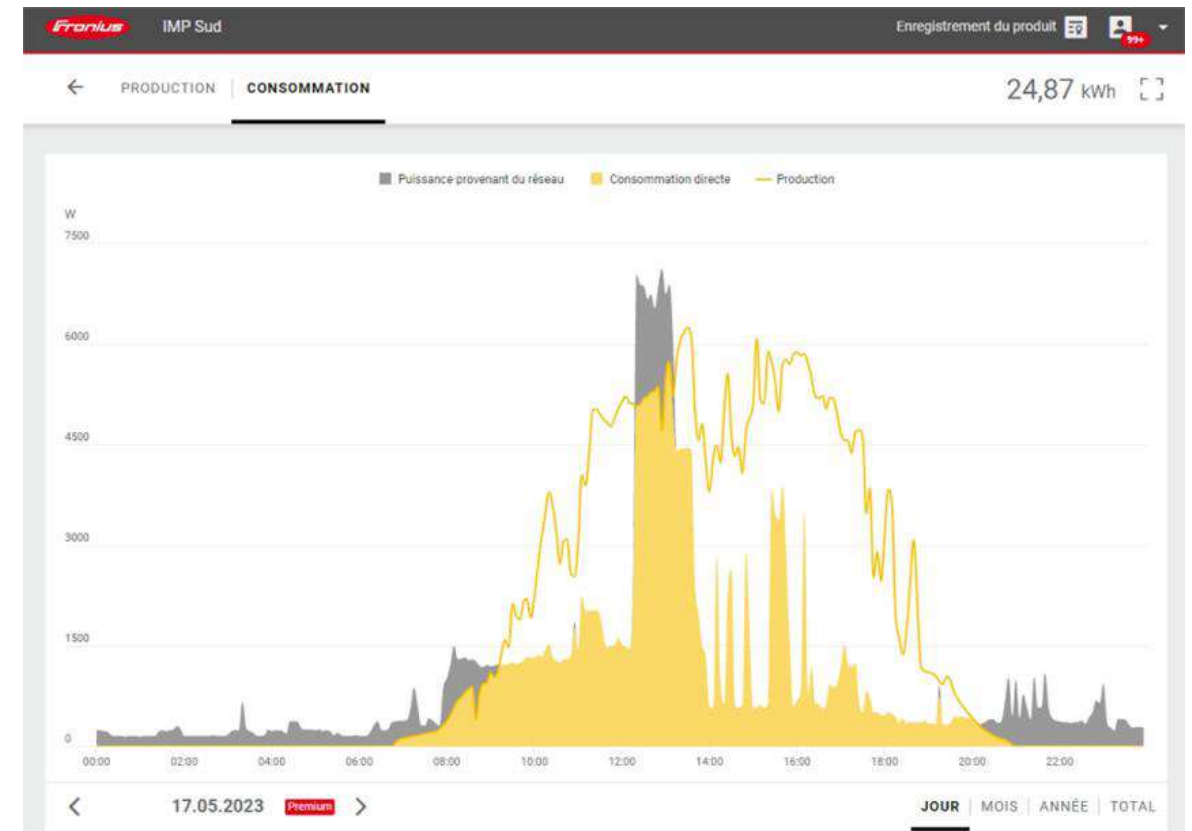 Fronius IMP Sud Enregistrement du produit 99+
PRODUCTION CONSOMMATION 24,87 kWh
Puissance provenant du réseau Consommation directe Production
W
7500
6000
4500
3000
1500
0
00:00 02:00 04:00 06:00 08:00 10:00 12:00 14:00 16:00 18:00 20:00 22:00
17.05.2023 Premium JOUR MOIS ANNÉE TOTAL